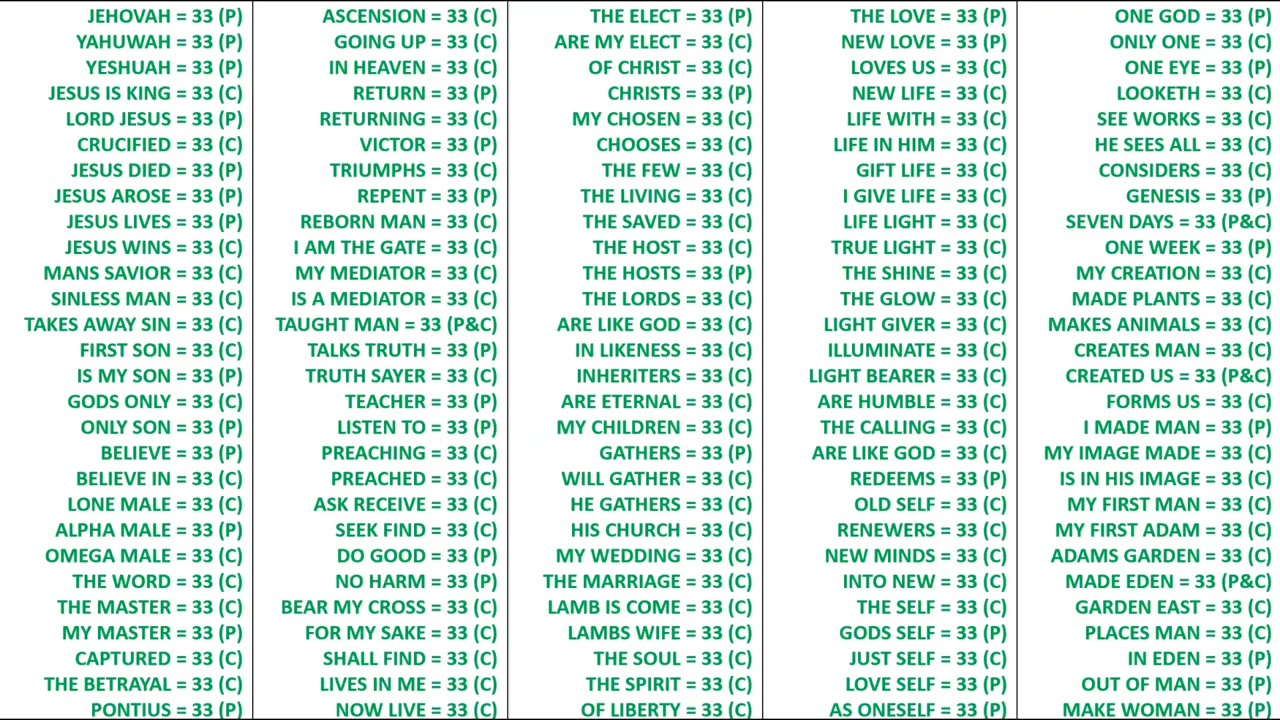 JEHOVAH = 33 (P)
YAHUWAH = 33 (P)
YESHUAH = 33 (P)
JESUS IS KING = 33 (C)
LORD JESUS = 33 (P)
CRUCIFIED = 33 (C)
JESUS DIED = 33 (P)
JESUS AROSE = 33 (P)
JESUS LIVES = 33 (P)
JESUS WINS = 33 (C)
MANS SAVIOR = 33 (C)
SINLESS MAN = 33 (C)
TAKES AWAY SIN = 33 (C)
FIRST SON = 33 (C)
IS MY SON = 33 (P)
GODS ONLY = 33 (C)
ONLY SON = 33 (P)
BELIEVE = 33 (P)
BELIEVE IN = 33 (C)
LONE MALE = 33 (C)
ALPHA MALE = 33 (P)
OMEGA MALE = 33 (C)
THE WORD = 33 (C)
THE MASTER = 33 (C)
MY MASTER = 33 (P)
CAPTURED = 33 (C)
THE BETRAYAL = 33 (C)
PONTIUS = 33 (P)
ASCENSION = 33 (C)
GOING UP = 33 (C)
IN HEAVEN = 33 (C)
RETURN = 33 (P)
RETURNING = 33 (C)
VICTOR = 33 (P)
TRIUMPHS = 33 (C)
REPENT = 33 (P)
REBORN MAN = 33 (C)
I AM THE GATE = 33 (C)
MY MEDIATOR = 33 (C)
IS A MEDIATOR = 33 (C)
TAUGHT MAN = 33 (P&C)
TALKS TRUTH = 33 (P)
TRUTH SAYER = 33 (C)
TEACHER = 33 (P)
LISTEN TO = 33 (P)
PREACHING = 33 (C)
PREACHED = 33 (C)
ASK RECEIVE = 33 (C)
SEEK FIND = 33 (C)
DO GOOD = 33 (P)
NO HARM = 33 (P)
BEAR MY CROSS = 33 (C)
FOR MY SAKE = 33 (C)
SHALL FIND = 33 (C)
LIVES IN ME = 33 (C)
NOW LIVE = 33 (C)
THE ELECT = 33 (P)
ARE MY ELECT = 33 (C)
OF CHRIST = 33 (C)
CHRISTS = 33 (P)
MY CHOSEN = 33 (C)
CHOOSES = 33 (C)
THE FEW = 33 (C)
THE LIVING = 33 (C)
THE SAVED = 33 (C)
THE HOST = 33 (C)
THE HOSTS = 33 (P)
THE LORDS = 33 (C)
ARE LIKE GOD = 33 (C)
IN LIKENESS = 33 (C)
INHERITERS = 33 (C)
ARE ETERNAL = 33 (C)
MY CHILDREN = 33 (C)
GATHERS = 33 (P)
WILL GATHER = 33 (C)
HE GATHERS = 33 (C)
HIS CHURCH = 33 (C)
MY WEDDING = 33 (C)
THE MARRIAGE = 33 (C)
LAMB IS COME = 33 (C)
LAMBS WIFE = 33 (C)
THE SOUL = 33 (C)
THE SPIRIT = 33 (C)
OF LIBERTY = 33 (C)
THE LOVE = 33 (P)
NEW LOVE = 33 (P)
LOVES US = 33 (C)
NEW LIFE = 33 (C)
LIFE WITH = 33 (C)
LIFE IN HIM = 33 (C)
GIFT LIFE = 33 (C)
I GIVE LIFE = 33 (C)
LIFE LIGHT = 33 (C)
TRUE LIGHT = 33 (C)
THE SHINE = 33 (C)
THE GLOW = 33 (C)
LIGHT GIVER = 33 (C)
ILLUMINATE = 33 (C)
LIGHT BEARER = 33 (C)
ARE HUMBLE = 33 (C)
THE CALLING = 33 (C)
ARE LIKE GOD = 33 (C)
REDEEMS = 33 (P)
OLD SELF = 33 (C)
RENEWERS = 33 (C)
NEW MINDS = 33 (C)
INTO NEW = 33 (C)
THE SELF = 33 (C)
GODS SELF = 33 (P)
JUST SELF = 33 (C)
LOVE SELF = 33 (P)
AS ONESELF = 33 (P)
ONE GOD = 33 (P)
ONLY ONE = 33 (C)
ONE EYE = 33 (P)
LOOKETH = 33 (C)
SEE WORKS = 33 (C)
HE SEES ALL = 33 (C)
CONSIDERS = 33 (C)
GENESIS = 33 (P)
SEVEN DAYS = 33 (P&C)
ONE WEEK = 33 (P)
MY CREATION = 33 (C)
MADE PLANTS = 33 (C)
MAKES ANIMALS = 33 (C)
CREATES MAN = 33 (C)
CREATED US = 33 (P&C)
FORMS US = 33 (C)
I MADE MAN = 33 (P)
MY IMAGE MADE = 33 (C)
IS IN HIS IMAGE = 33 (C)
MY FIRST MAN = 33 (C)
MY FIRST ADAM = 33 (C)
ADAMS GARDEN = 33 (C)
MADE EDEN = 33 (P&C)
GARDEN EAST = 33 (C)
PLACES MAN = 33 (C)
IN EDEN = 33 (P)
OUT OF MAN = 33 (P)
MAKE WOMAN = 33 (P)